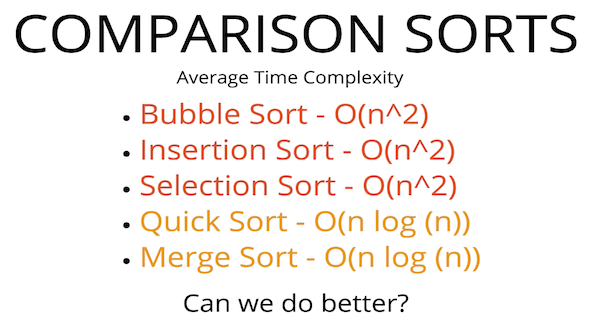 COMPARISON SORTS
Average Time Complexity
• Bubble Sort - O(n^2)
• Insertion Sort - O(n^2)
• Selection Sort - O(n^2)
• Quick Sort - O(n log (n))
• Merge Sort - O(n log (n))
Can we do better?